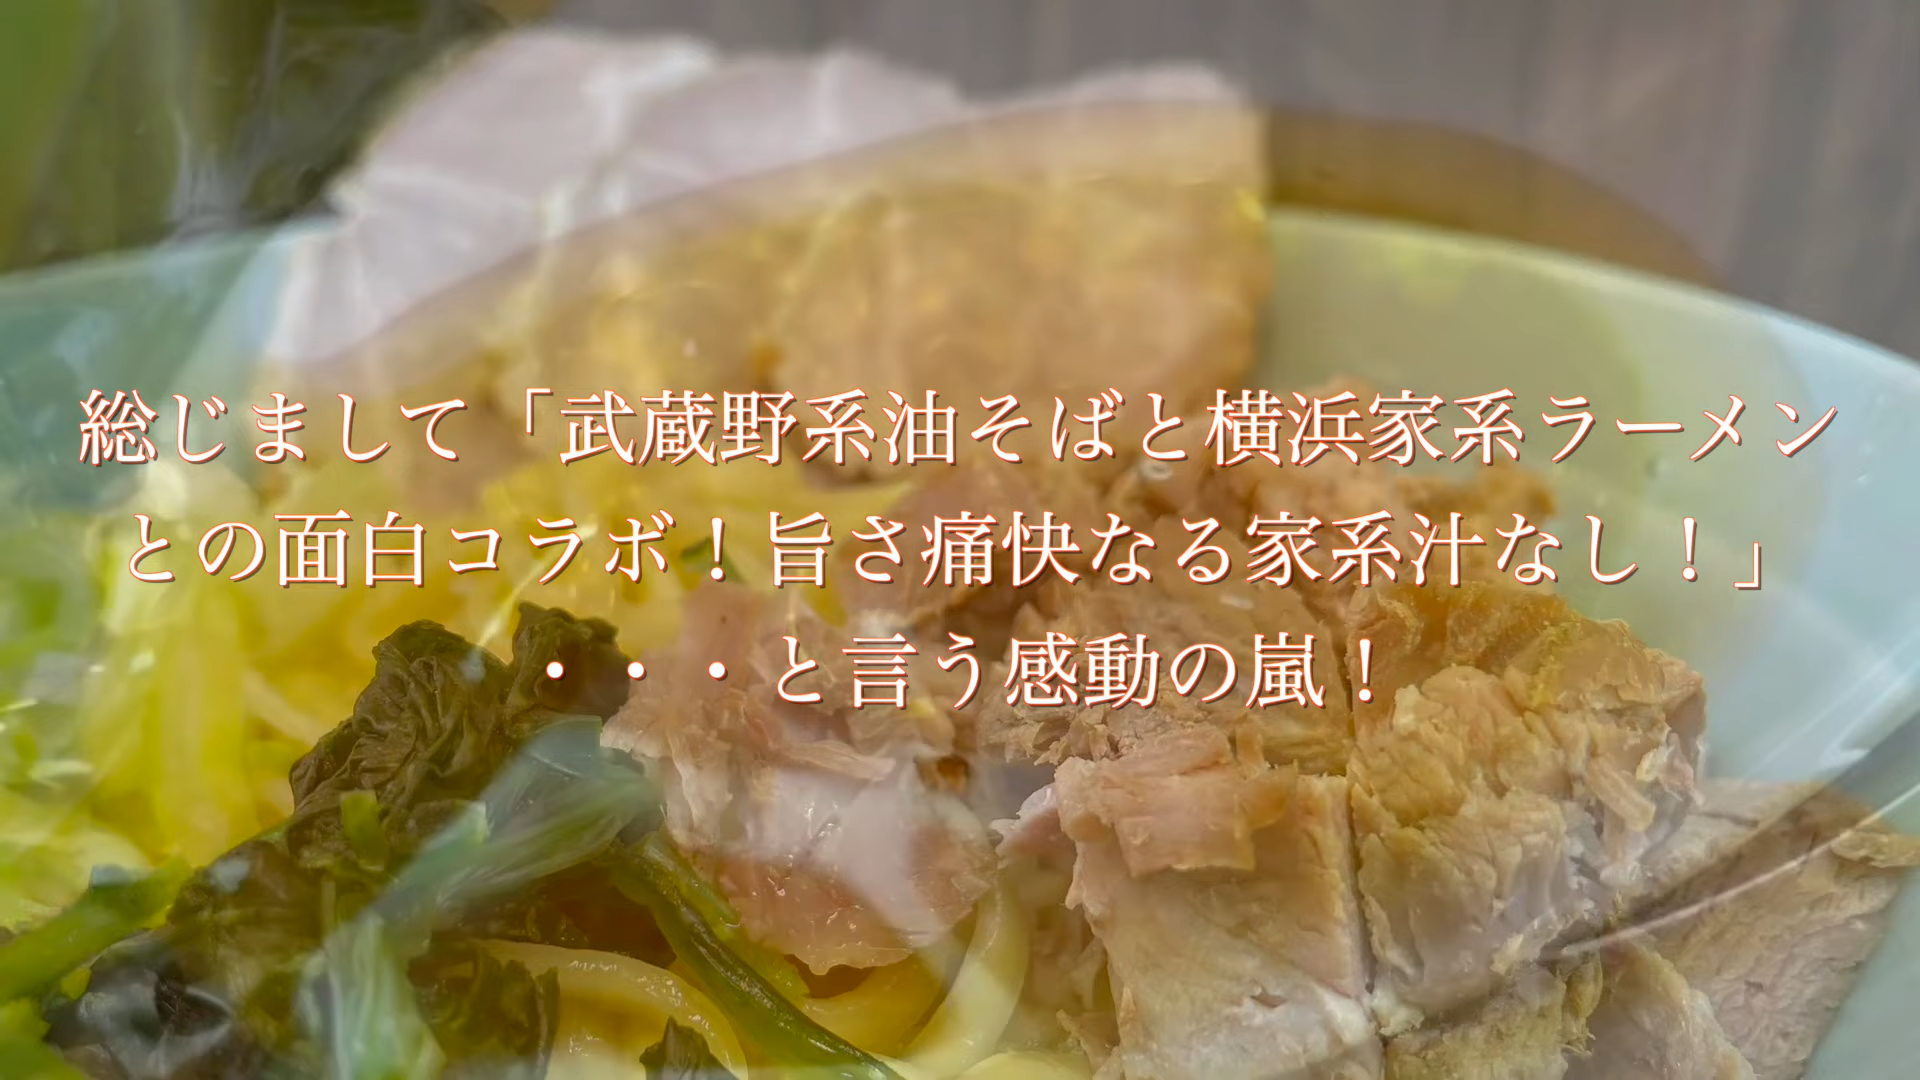 総じまして「武蔵野系油そばと横浜家系ラーメン
との面白コラボ！旨さ痛快なる家系汁なし！」
・・・と言う感動の嵐！